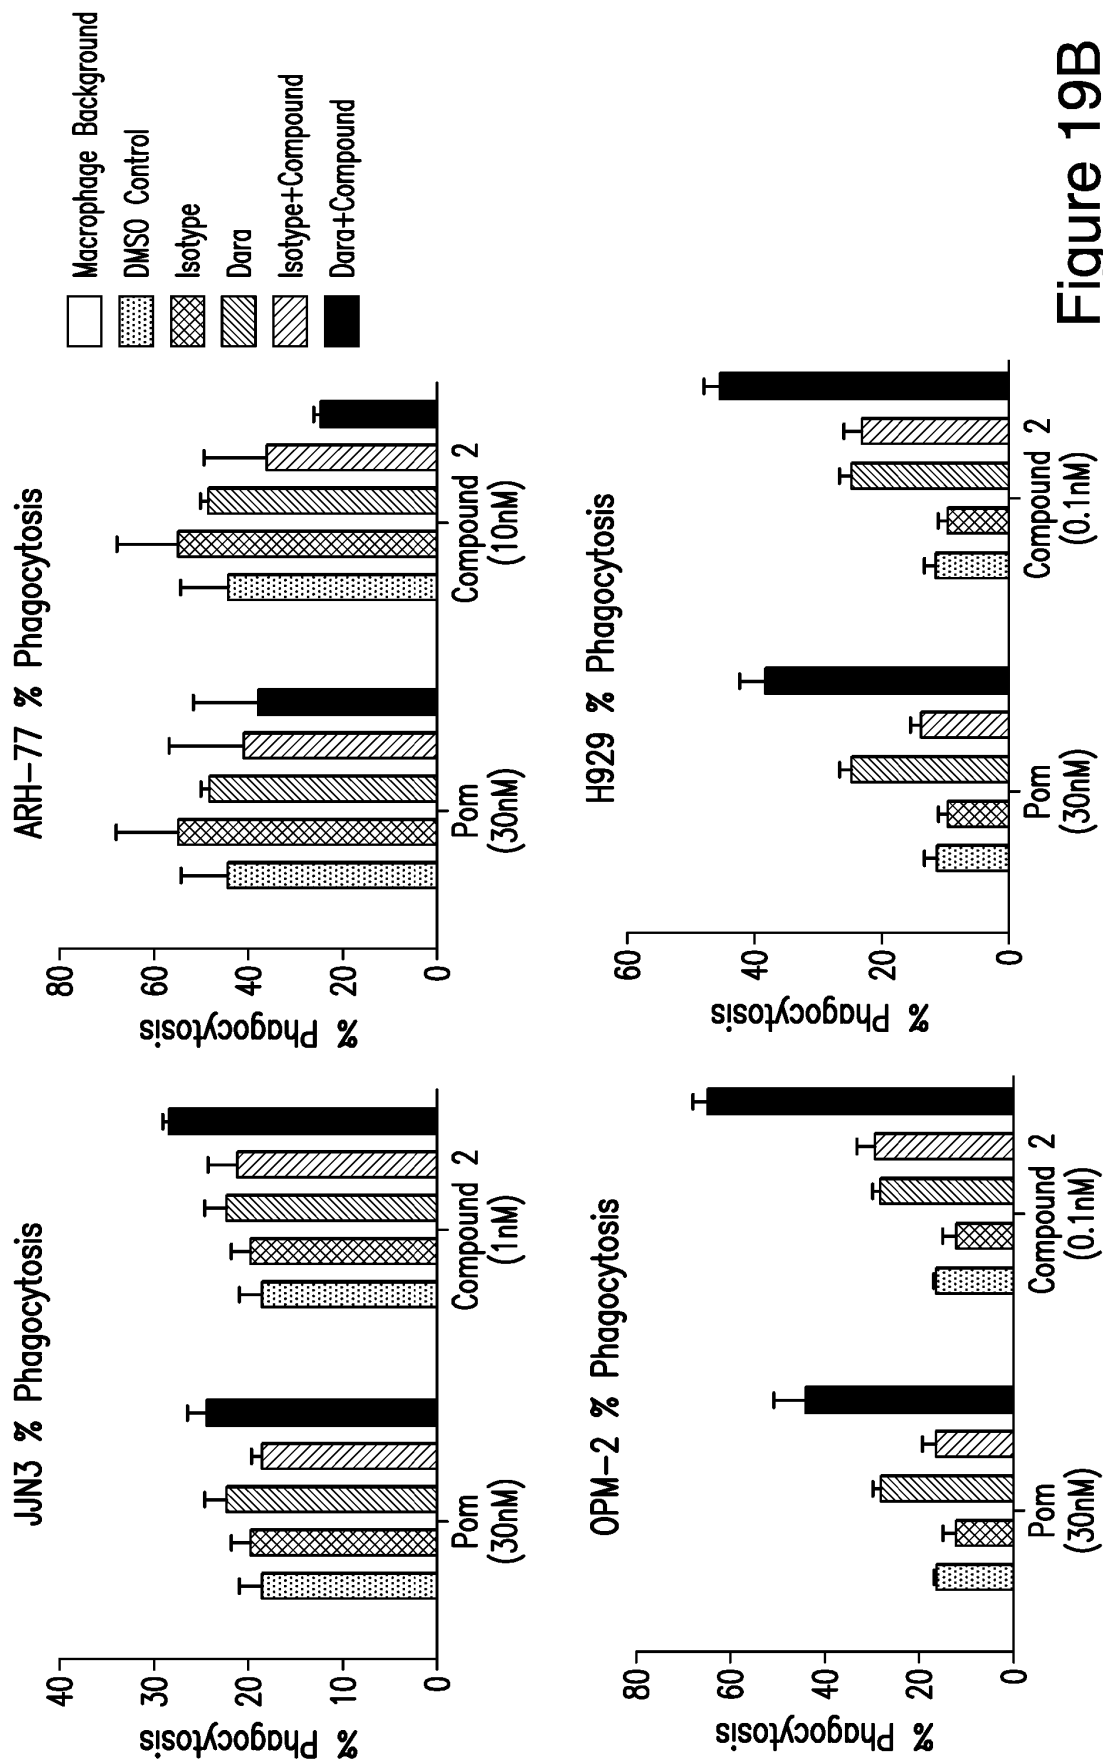 JJN3 % Phagocytosis
% Phagocytosis
40
30
20
10
0
Pom
(30nM)
Compound 2
(1nM)
ARH-77 % Phagocytosis
% Phagocytosis
80
60
40
20
0
Pom
(30nM)
Compound 2
(10nM)
Macrophage Background
DMSO Control
Isotype
Dara
Isotype+Compound
Dara+Compound
OPM-2 % Phagocytosis
% Phagocytosis
80
60
40
20
0
Pom
(30nM)
Compound 2
(0.1nM)
H929 % Phagocytosis
% Phagocytosis
60
40
20
0
Pom
(30nM)
Compound 2
(0.1nM)
Figure 19B